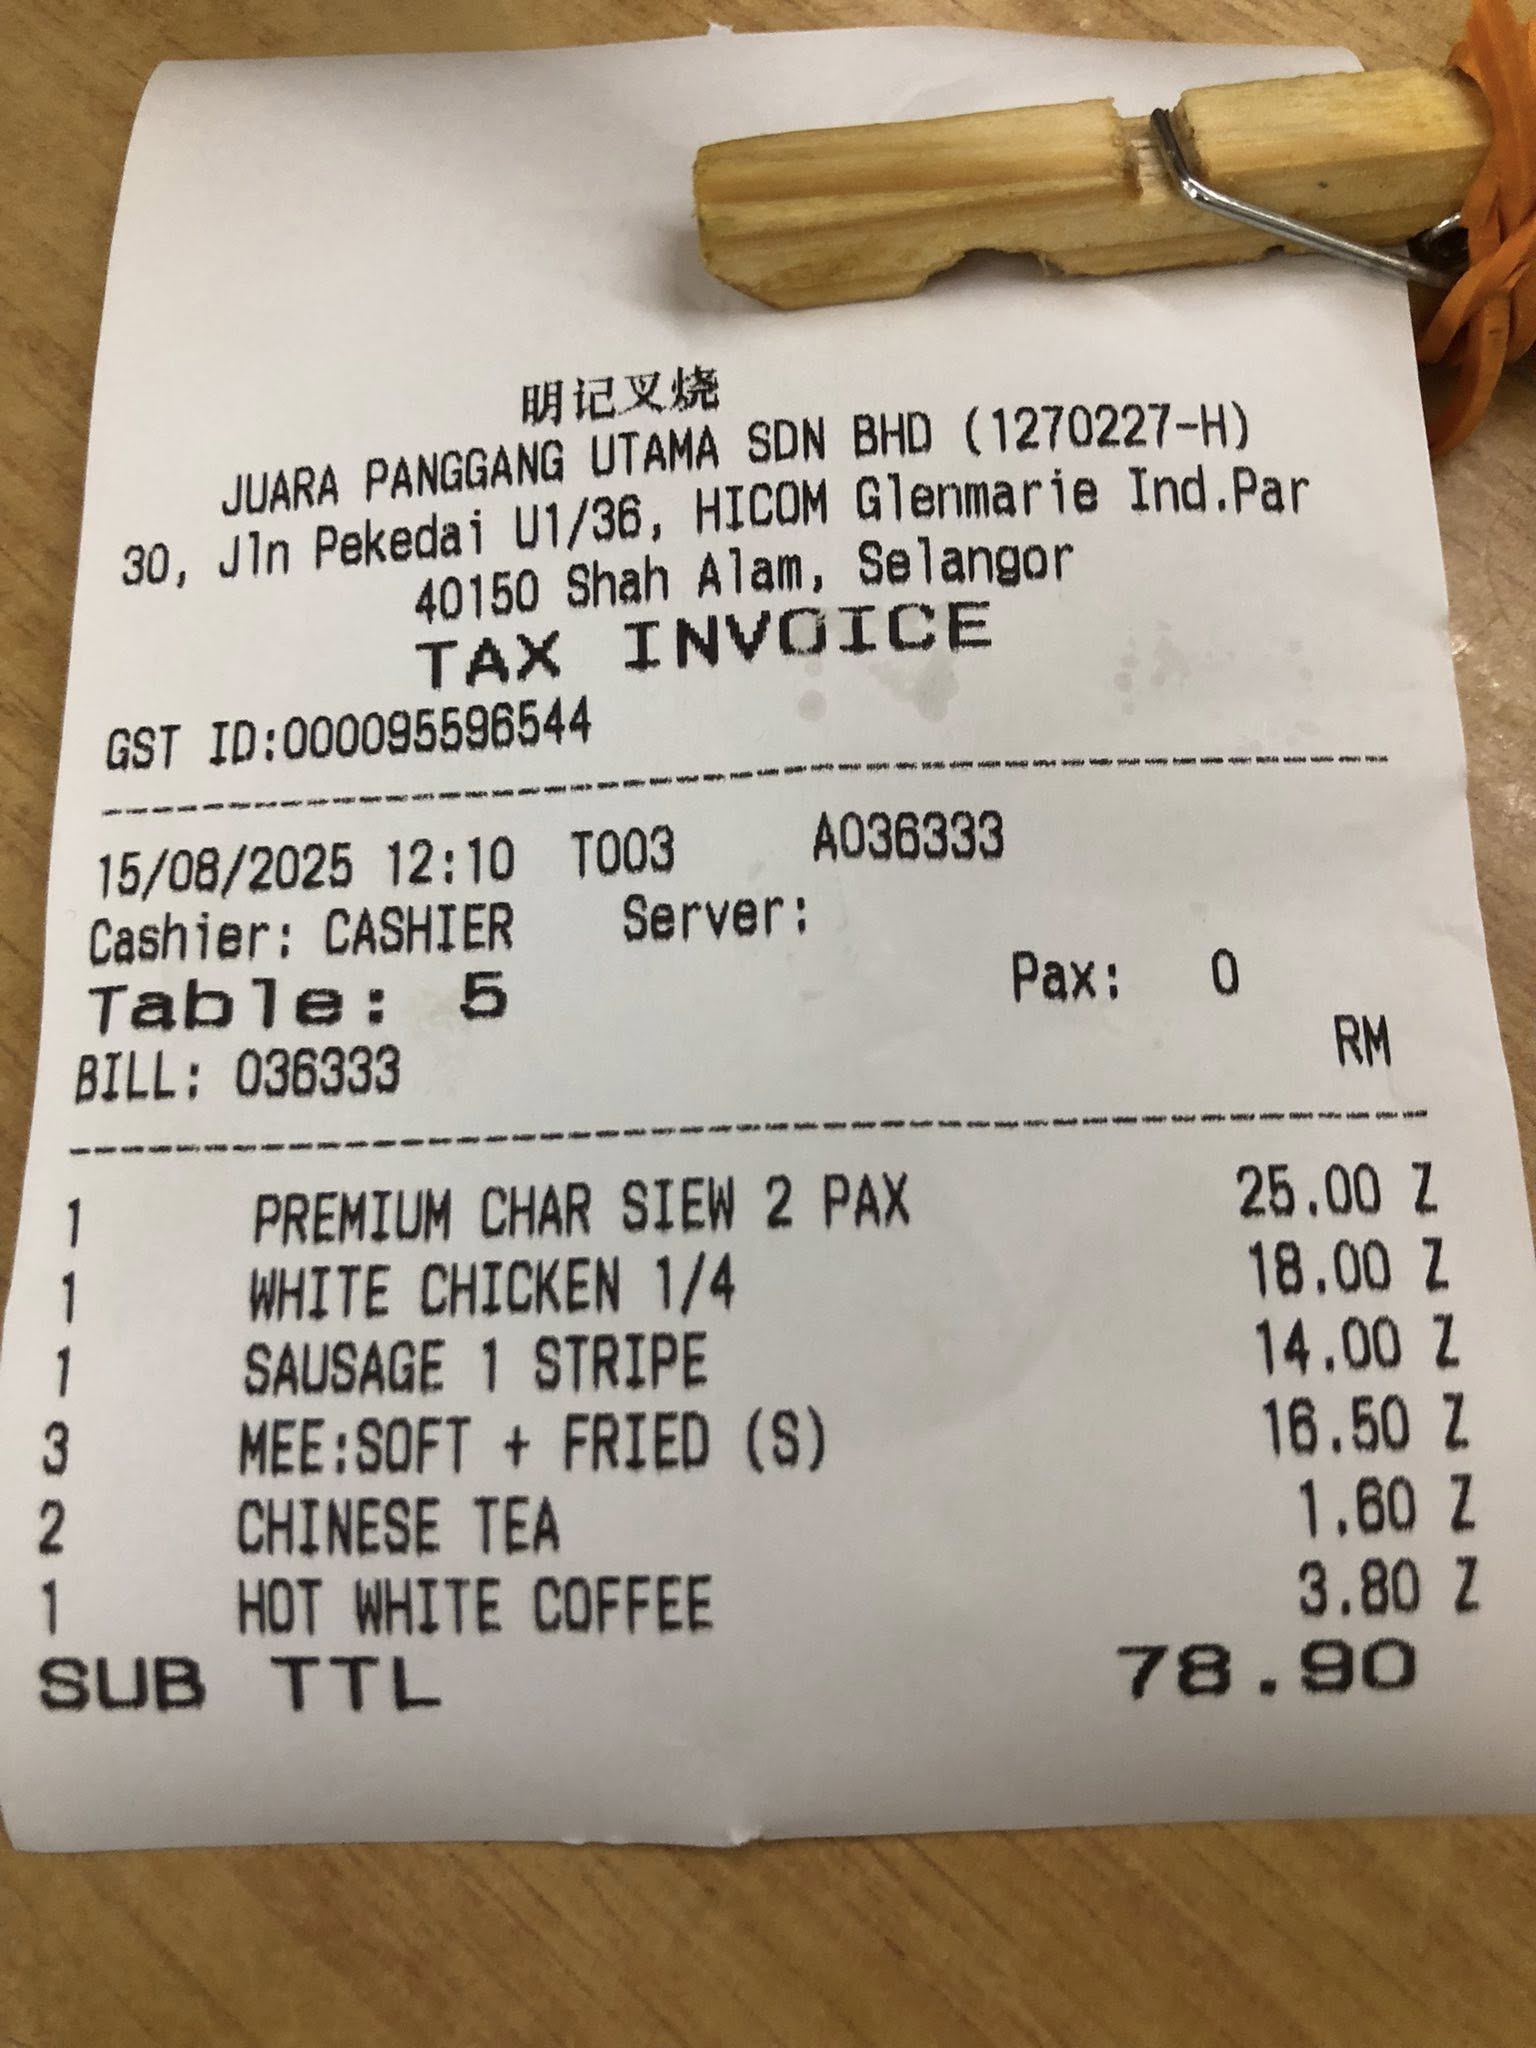 明记叉烧
JUARA PANGGANG UTAMA SDN BHD (1270227-H)
30, Jln Pekedai U1/36, HICOM Glenmarie Ind.Par
40150 Shah Alam, Selangor
TAX INVOICE
GST ID:000095596544
15/08/2025 12:10 T003 A036333
Cashier: CASHIER Server:
Table: 5 Pax: 0
BILL: 036333 RM
1 PREMIUM CHAR SIEW 2 PAX 25.00 Z
1 WHITE CHICKEN 1/4 18.00 Z
1 SAUSAGE 1 STRIPE 14.00 Z
3 MEE:SOFT + FRIED (S) 16.50 Z
2 CHINESE TEA 1.60 Z
1 HOT WHITE COFFEE 3.80 Z
SUB TTL 78.90